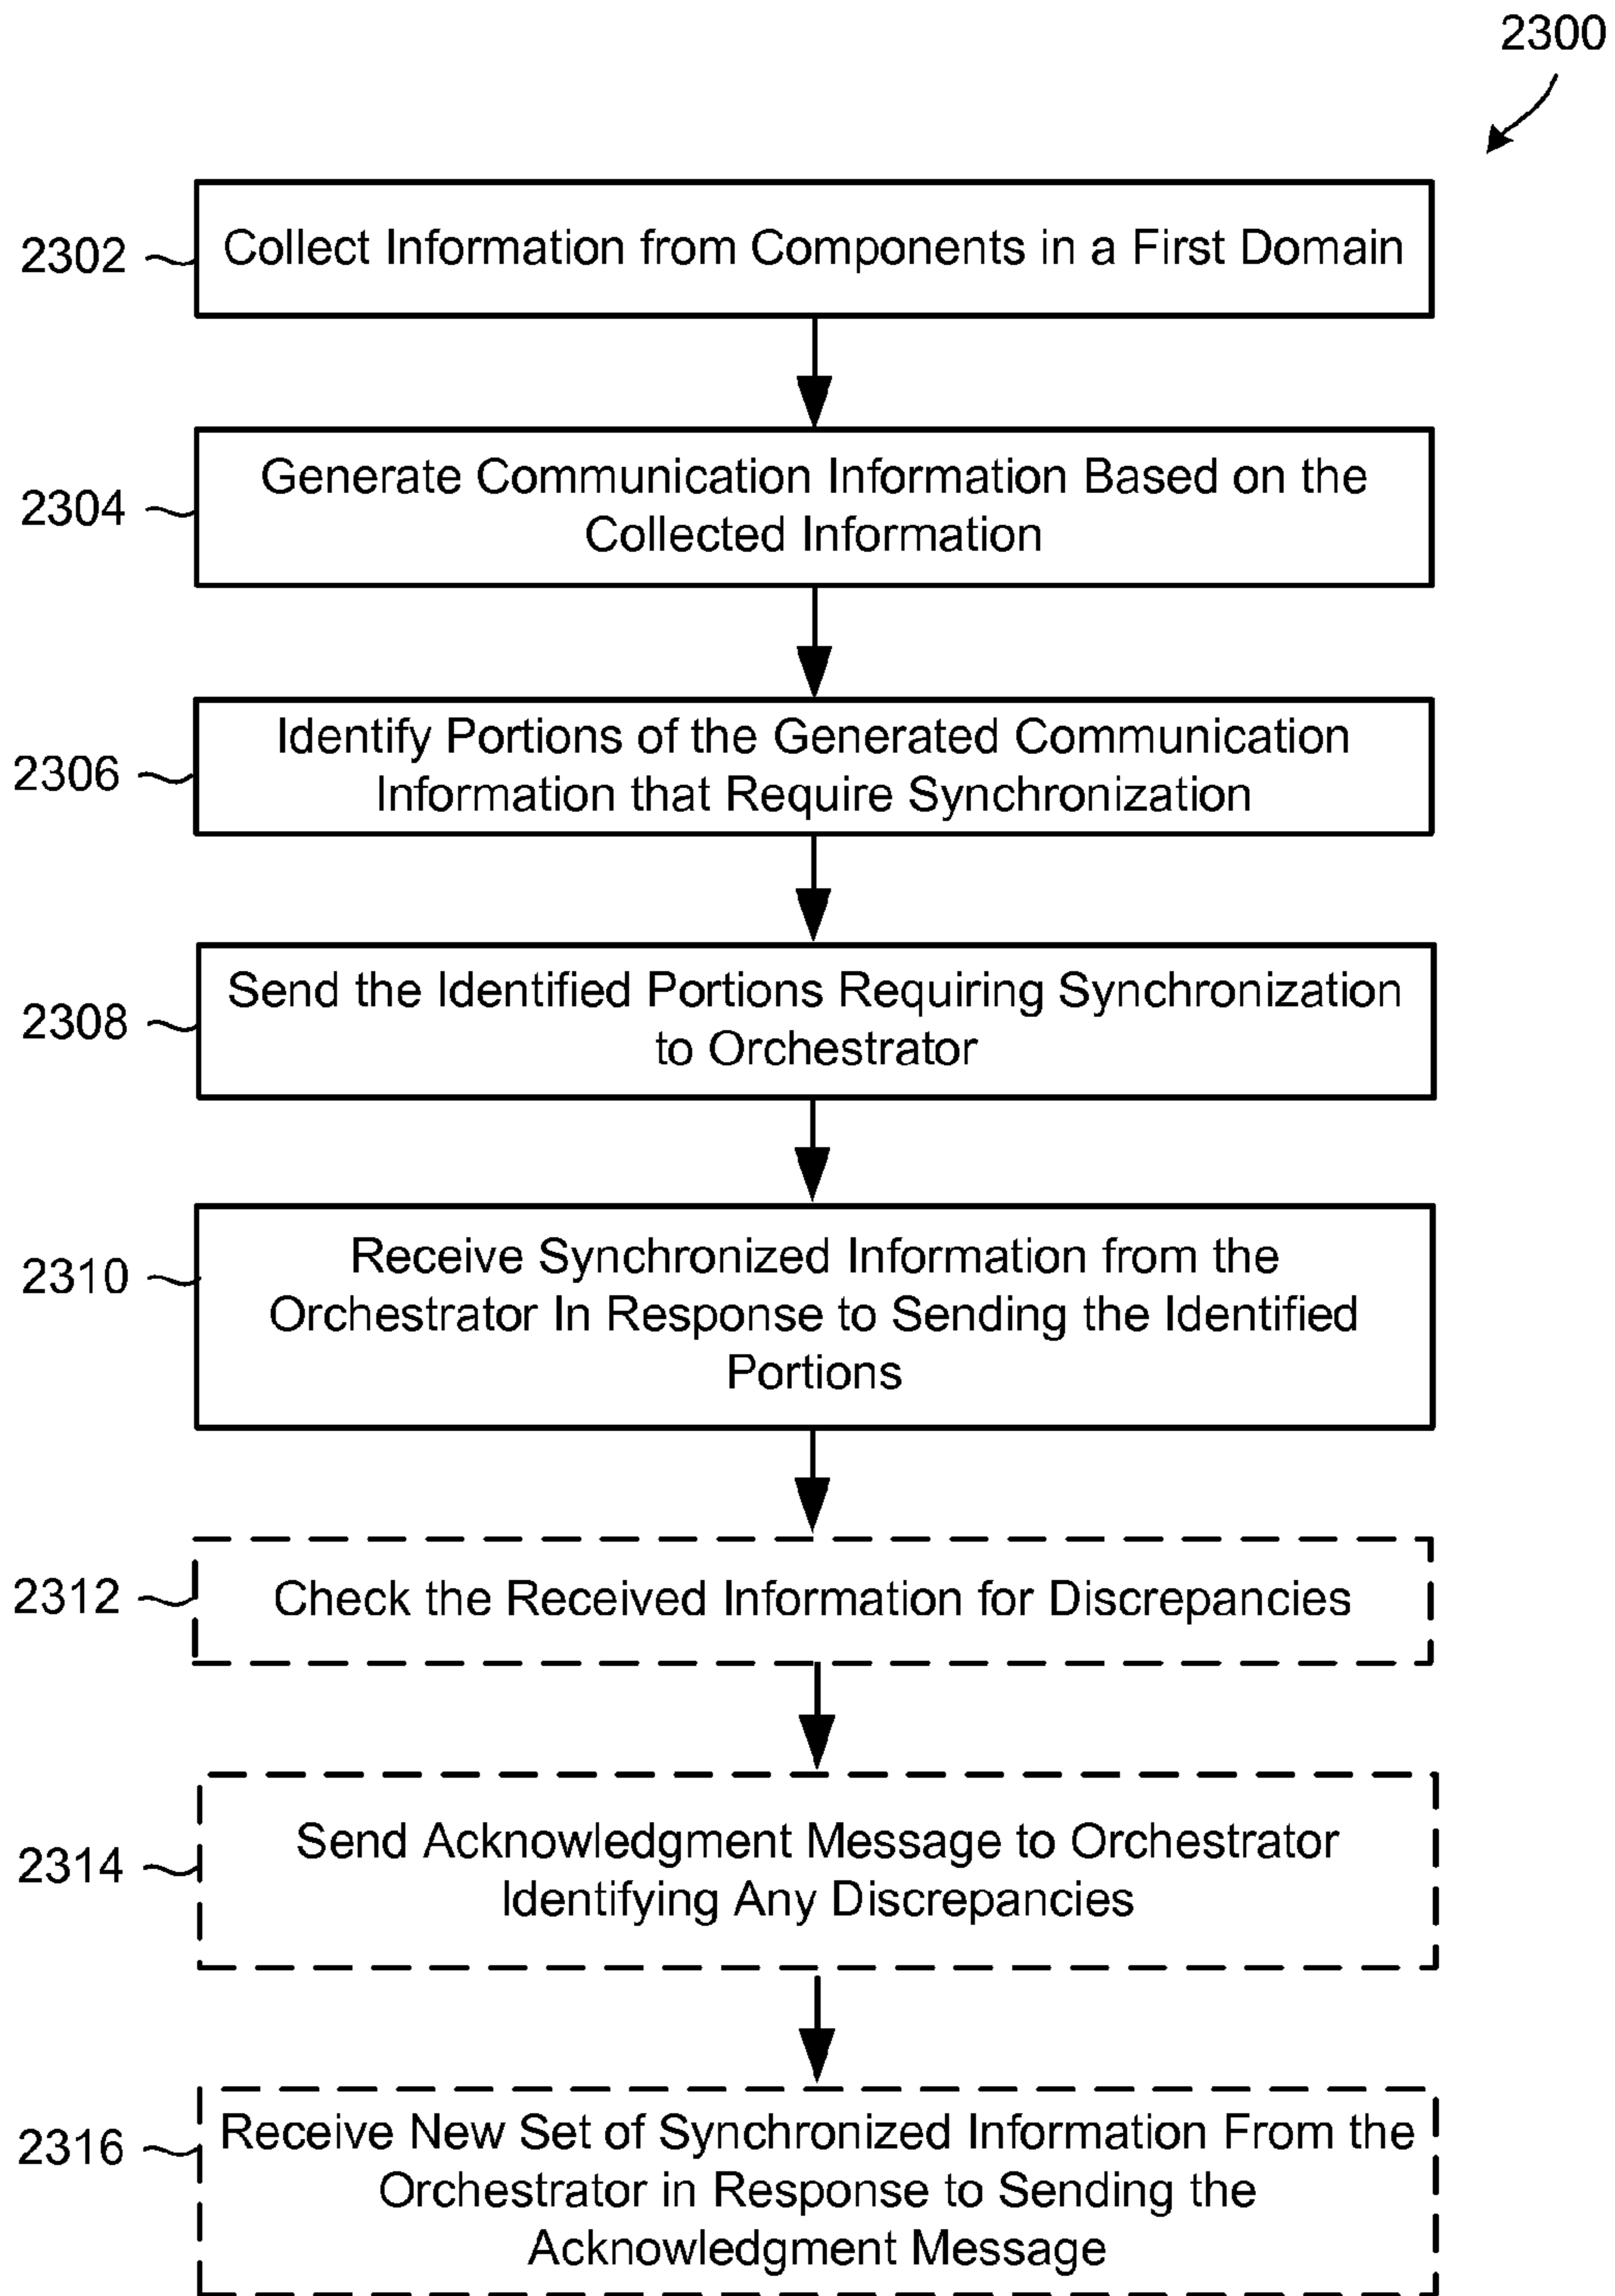 2300
2302
Collect Information from Components in a First Domain
2304
Generate Communication Information Based on the
Collected Information
2306
Identify Portions of the Generated Communication
Information that Require Synchronization
2308
Send the Identified Portions Requiring Synchronization
to Orchestrator
2310
Receive Synchronized Information from the
Orchestrator In Response to Sending the Identified
Portions
2312
Check the Received Information for Discrepancies
2314
Send Acknowledgment Message to Orchestrator
Identifying Any Discrepancies
2316
Receive New Set of Synchronized Information From the
Orchestrator in Response to Sending the
Acknowledgment Message